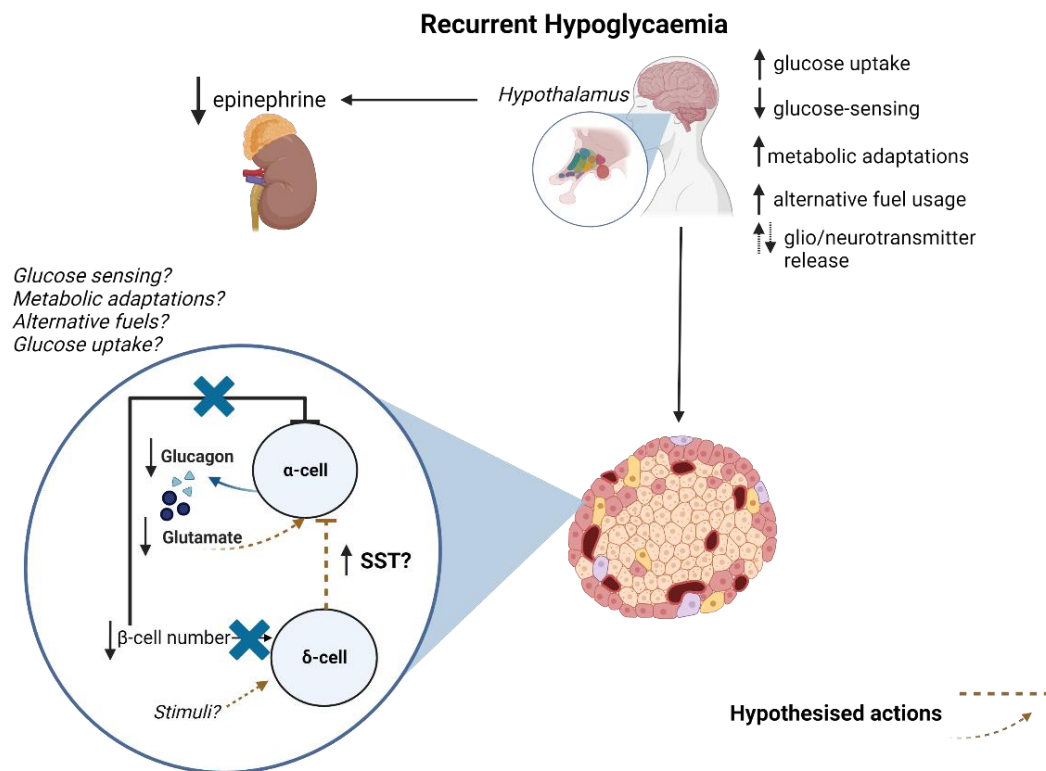 Recurrent Hypoglycaemia
epinephrine
Hypothalamus
glucose uptake
glucose-sensing
metabolic adaptations
alternative fuel usage
glio/neurotransmitter
release
Glucose sensing?
Metabolic adaptations?
Alternative fuels?
Glucose uptake?
Glucagon
α-cell
Glutamate
SST?
β-cell number
δ-cell
Stimuli?
Hypothesised actions